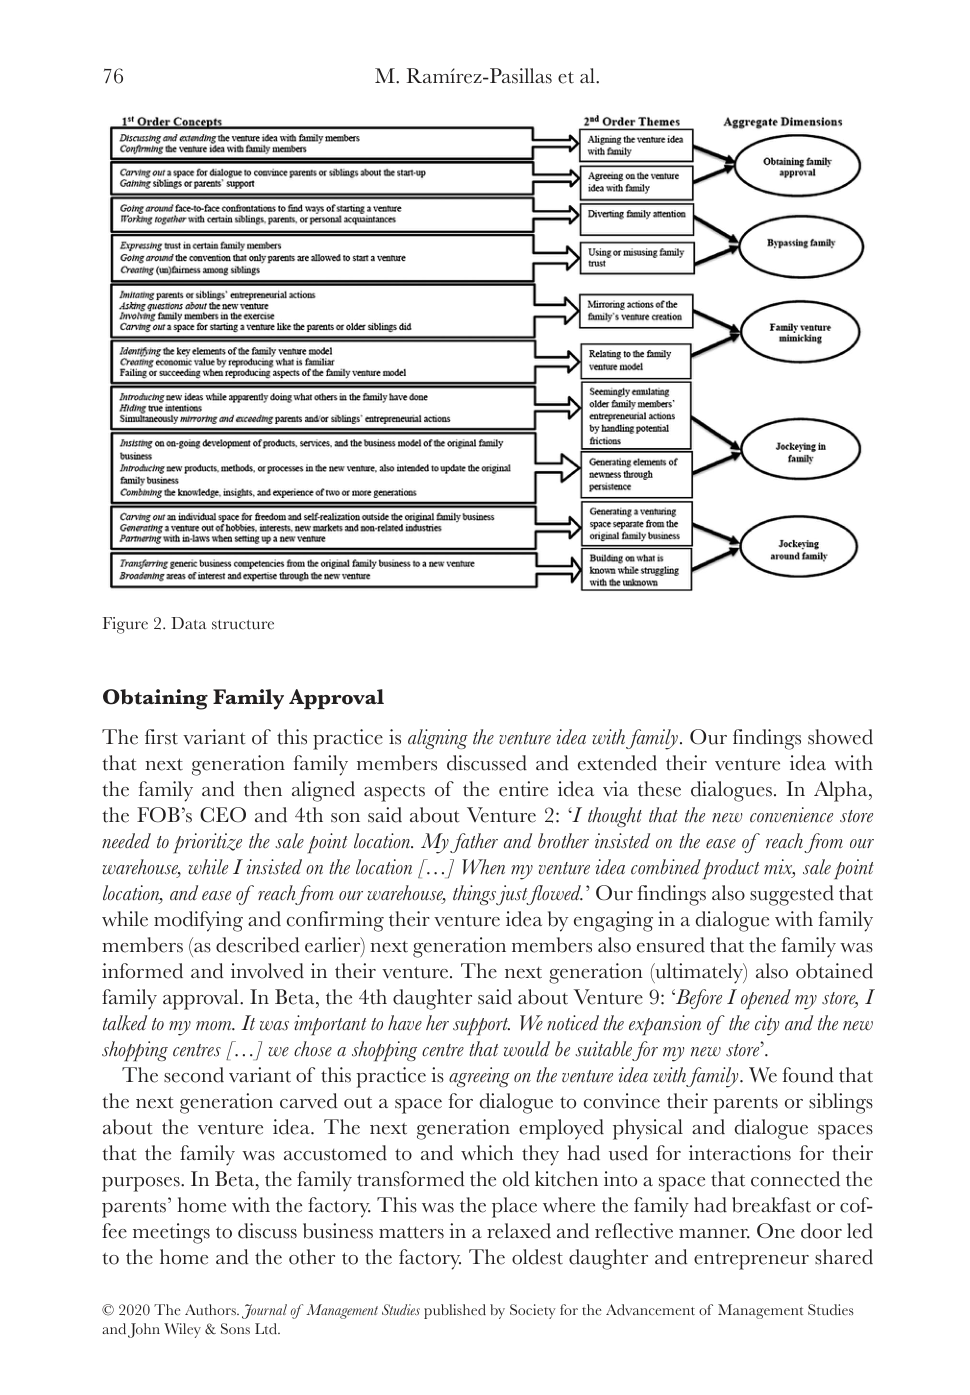 76
M. Ramírez-Pasillas et al.
1st Order Concepts
2nd Order Themes
Aggregate Dimensions
Discussing and extending the venture idea with family members
Confirming the venture idea with family members
Aligning the venture idea
with family
Obtaining family
approval
Carving out a space for dialogue to convince parents or siblings about the start-up
Gaining siblings or parents' support
Agreeing on the venture
idea with family
Going around face-to-face confrontations to find ways of starting a venture
Working together with certain siblings, parents, or personal acquaintances
Diverting family attention
Bypassing family
Expressing trust in certain family members
Going around the convention that only parents are allowed to start a venture
Creating (un)fairness among siblings
Using or misusing family
trust
Imitating parents or siblings' entrepreneurial actions
Asking questions about the new venture
Involving family members in the exercise
Carving out a space for starting a venture like the parents or older siblings did
Mirroring actions of the
family's venture creation
Family venture
mimicking
Identifying the key elements of the family venture model
Creating economic value by reproducing what is familiar
Failing or succeeding when reproducing aspects of the family venture model
Relating to the family
venture model
Introducing new ideas while apparently doing what others in the family have done
Hiding true intentions
Simultaneously mirroring and exceeding parents and/or siblings' entrepreneurial actions
Seemingly emulating
older family members'
entrepreneurial actions
by handling potential
frictions
Jockeying in
family
Insisting on on-going development of products, services, and the business model of the original family
business
Introducing new products, methods, or processes in the new venture, also intended to update the original
family business
Combining the knowledge, insights, and experience of two or more generations
Generating elements of
newness through
persistence
Carving out an individual space for freedom and self-realization outside the original family business
Generating a venture out of hobbies, interests, new markets and non-related industries
Partnering with in-laws when setting up a new venture
Generating a venturing
space separate from the
original family business
Jockeying
around family
Transferring generic business competencies from the original family business to a new venture
Broadening areas of interest and expertise through the new venture
Building on what is
known while struggling
with the unknown
Figure 2. Data structure
Obtaining Family Approval
The first variant of this practice is aligning the venture idea with family. Our findings showed
that next generation family members discussed and extended their venture idea with
the family and then aligned aspects of the entire idea via these dialogues. In Alpha,
the FOB's CEO and 4th son said about Venture 2: 'I thought that the new convenience store
needed to prioritize the sale point location. My father and brother insisted on the ease of reach from our
warehouse, while I insisted on the location […] When my venture idea combined product mix, sale point
location, and ease of reach from our warehouse, things just flowed.' Our findings also suggested that
while modifying and confirming their venture idea by engaging in a dialogue with family
members (as described earlier) next generation members also ensured that the family was
informed and involved in their venture. The next generation (ultimately) also obtained
family approval. In Beta, the 4th daughter said about Venture 9: 'Before I opened my store, I
talked to my mom. It was important to have her support. We noticed the expansion of the city and the new
shopping centres […] we chose a shopping centre that would be suitable for my new store'.
The second variant of this practice is agreeing on the venture idea with family. We found that
the next generation carved out a space for dialogue to convince their parents or siblings
about the venture idea. The next generation employed physical and dialogue spaces
that the family was accustomed to and which they had used for interactions for their
purposes. In Beta, the family transformed the old kitchen into a space that connected the
parents' home with the factory. This was the place where the family had breakfast or cof-
fee meetings to discuss business matters in a relaxed and reflective manner. One door led
to the home and the other to the factory. The oldest daughter and entrepreneur shared
© 2020 The Authors. Journal of Management Studies published by Society for the Advancement of Management Studies
and John Wiley & Sons Ltd.